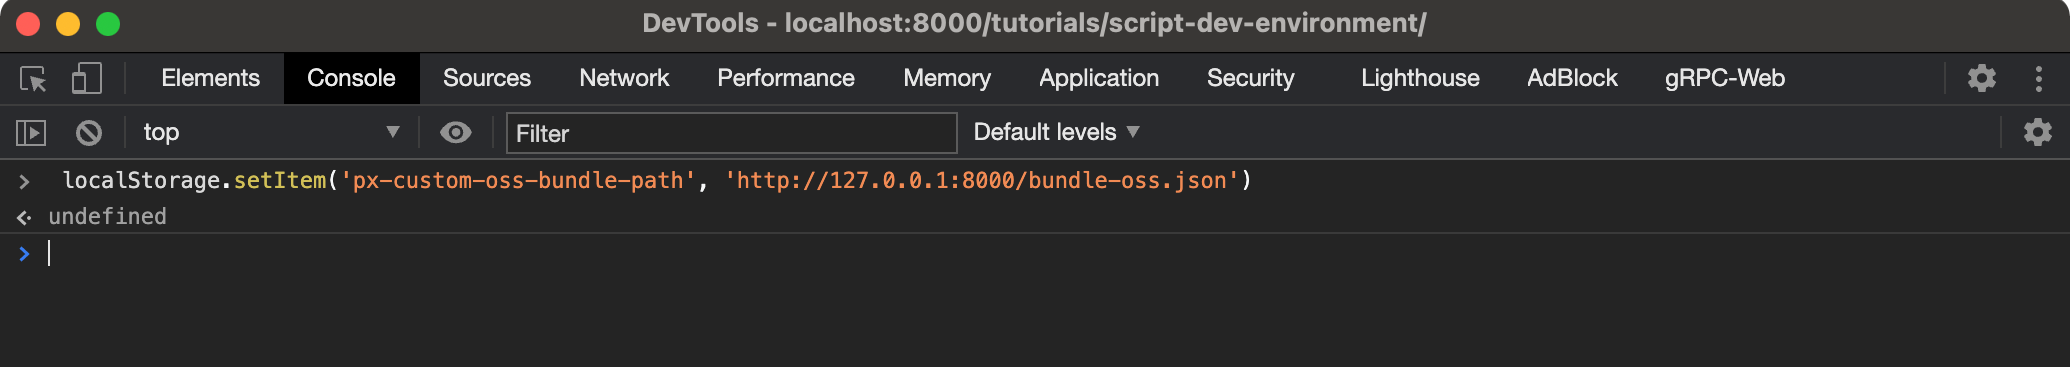 DevTools - localhost:8000/tutorials/script-dev-environment/
Elements Console Sources Network Performance Memory Application Security Lighthouse AdBlock gRPC-Web
top Filter Default levels
localStorage.setItem('px-custom-oss-bundle-path', 'http://127.0.0.1:8000/bundle-oss.json')
undefined